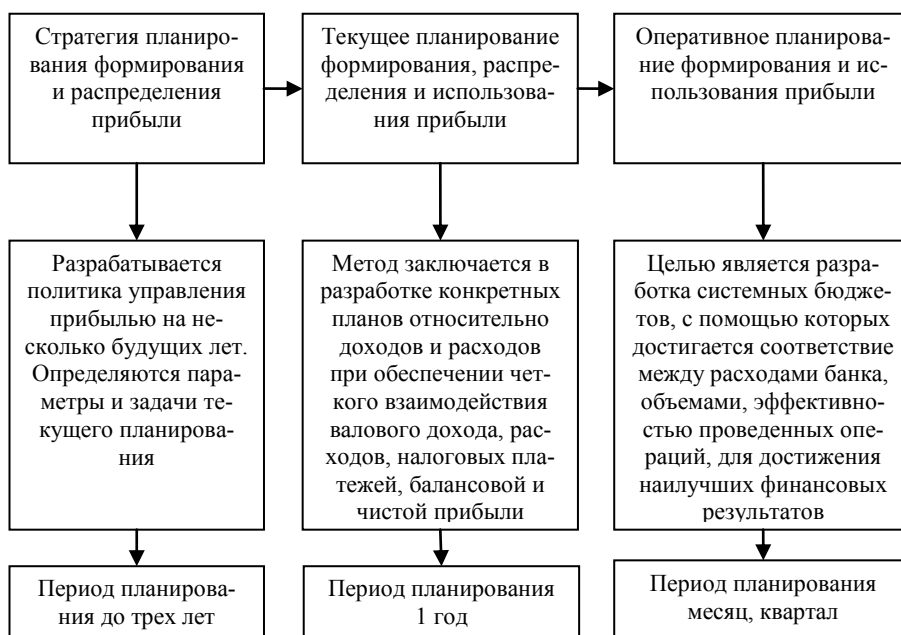 Стратегия планиро-
вания формирования
и распределения
прибыли
Текущее планирование
формирования, распре-
деления и использова-
ния прибыли
Оперативное планирова-
ние формирования и ис-
пользования прибыли
Разрабатывается
политика управления
прибылью на не-
сколько будущих лет.
Определяются пара-
метры и задачи те-
кущего планирова-
ния
Метод заключается в
разработке конкретных
планов относительно
доходов и расходов
при обеспечении чет-
кого взаимодействия
валового дохода, рас-
ходов, налоговых пла-
тежей, балансовой и
чистой прибыли
Целью является разра-
ботка системных бюдже-
тов, с помощью которых
достигается соответствие
между расходами банка,
объемами, эффективно-
стью проведенных опе-
раций, для достижения
наилучших финансовых
результатов
Период планирова-
ния до трех лет
Период планирования
1 год
Период планирования
месяц, квартал